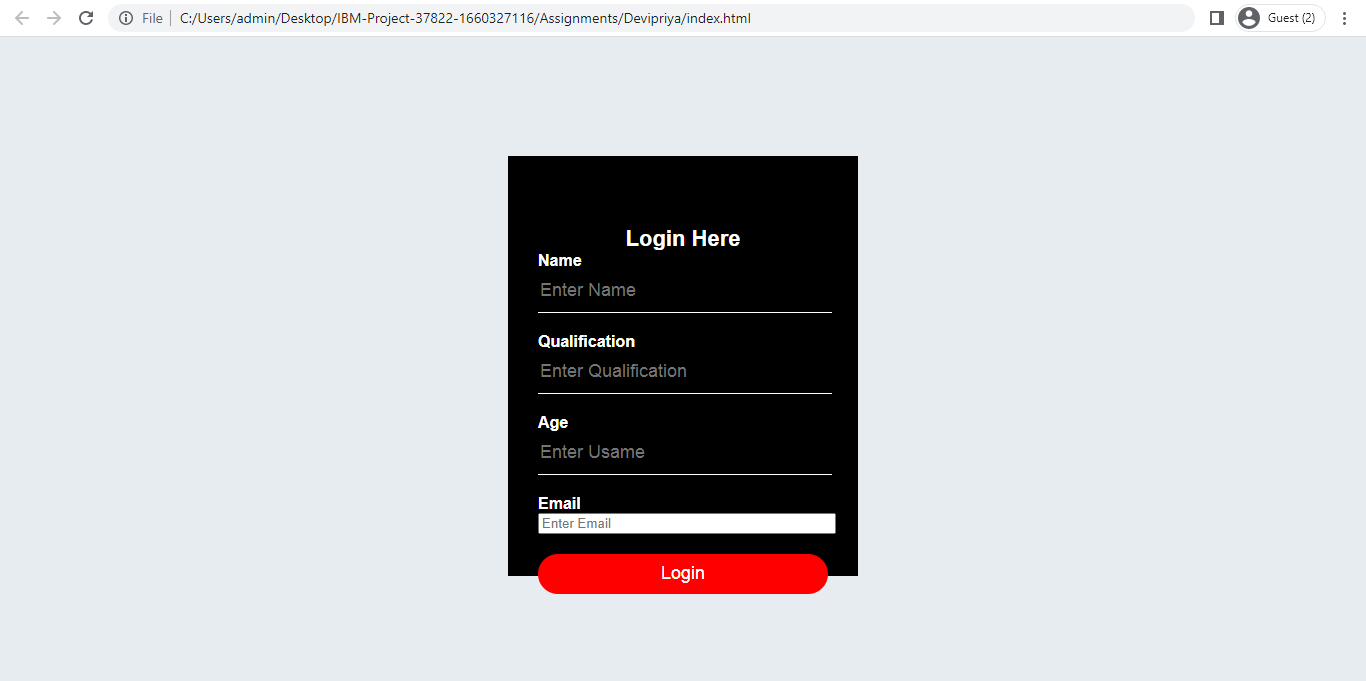 File C:/Users/admin/Desktop/IBM-Project-37822-1660327116/Assignments/Devipriya/index.html Guest (2)
Login Here
Name
Enter Name
Qualification
Enter Qualification
Age
Enter Usame
Email
Enter Email
Login